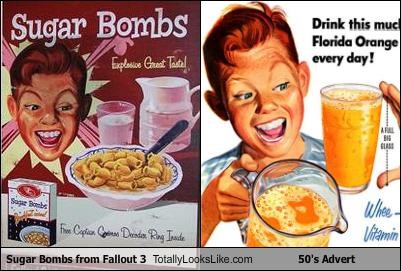 Sugar Bombs
Explosive Great Taste!
Sugar Bombs
Free Captain Cosmos Decoder Ring Inside
Drink this much
Florida Orange
every day!
A FULL
BIG
GLASS
Whee -
Vitamin
Sugar Bombs from Fallout 3 TotallyLooksLike.com 50's Advert